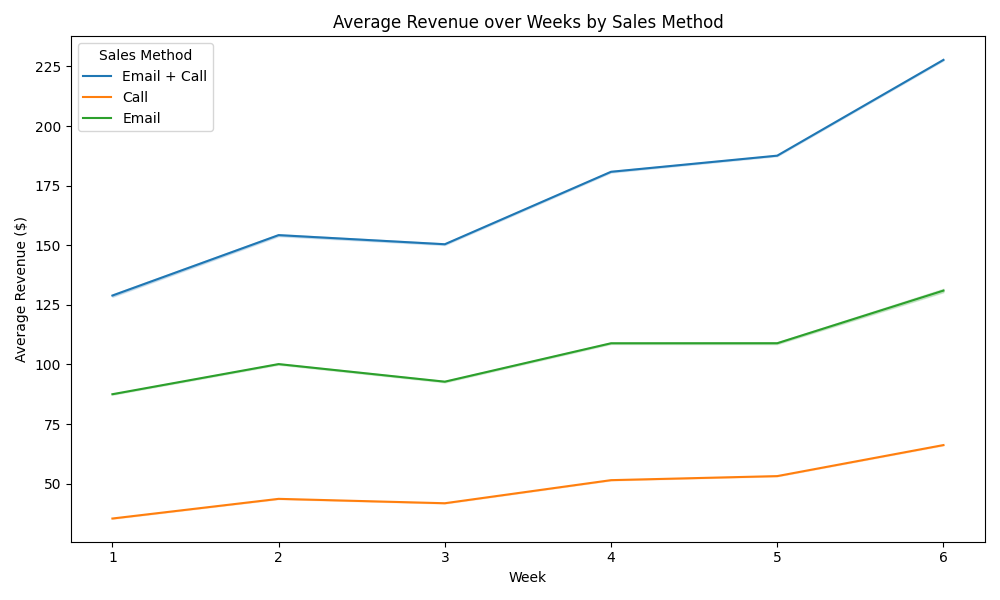 Average Revenue over Weeks by Sales Method
Sales Method
Email + Call
Call
Email
Average Revenue ($)
225
200
175
150
125
100
75
50
1 2 3 4 5 6
Week